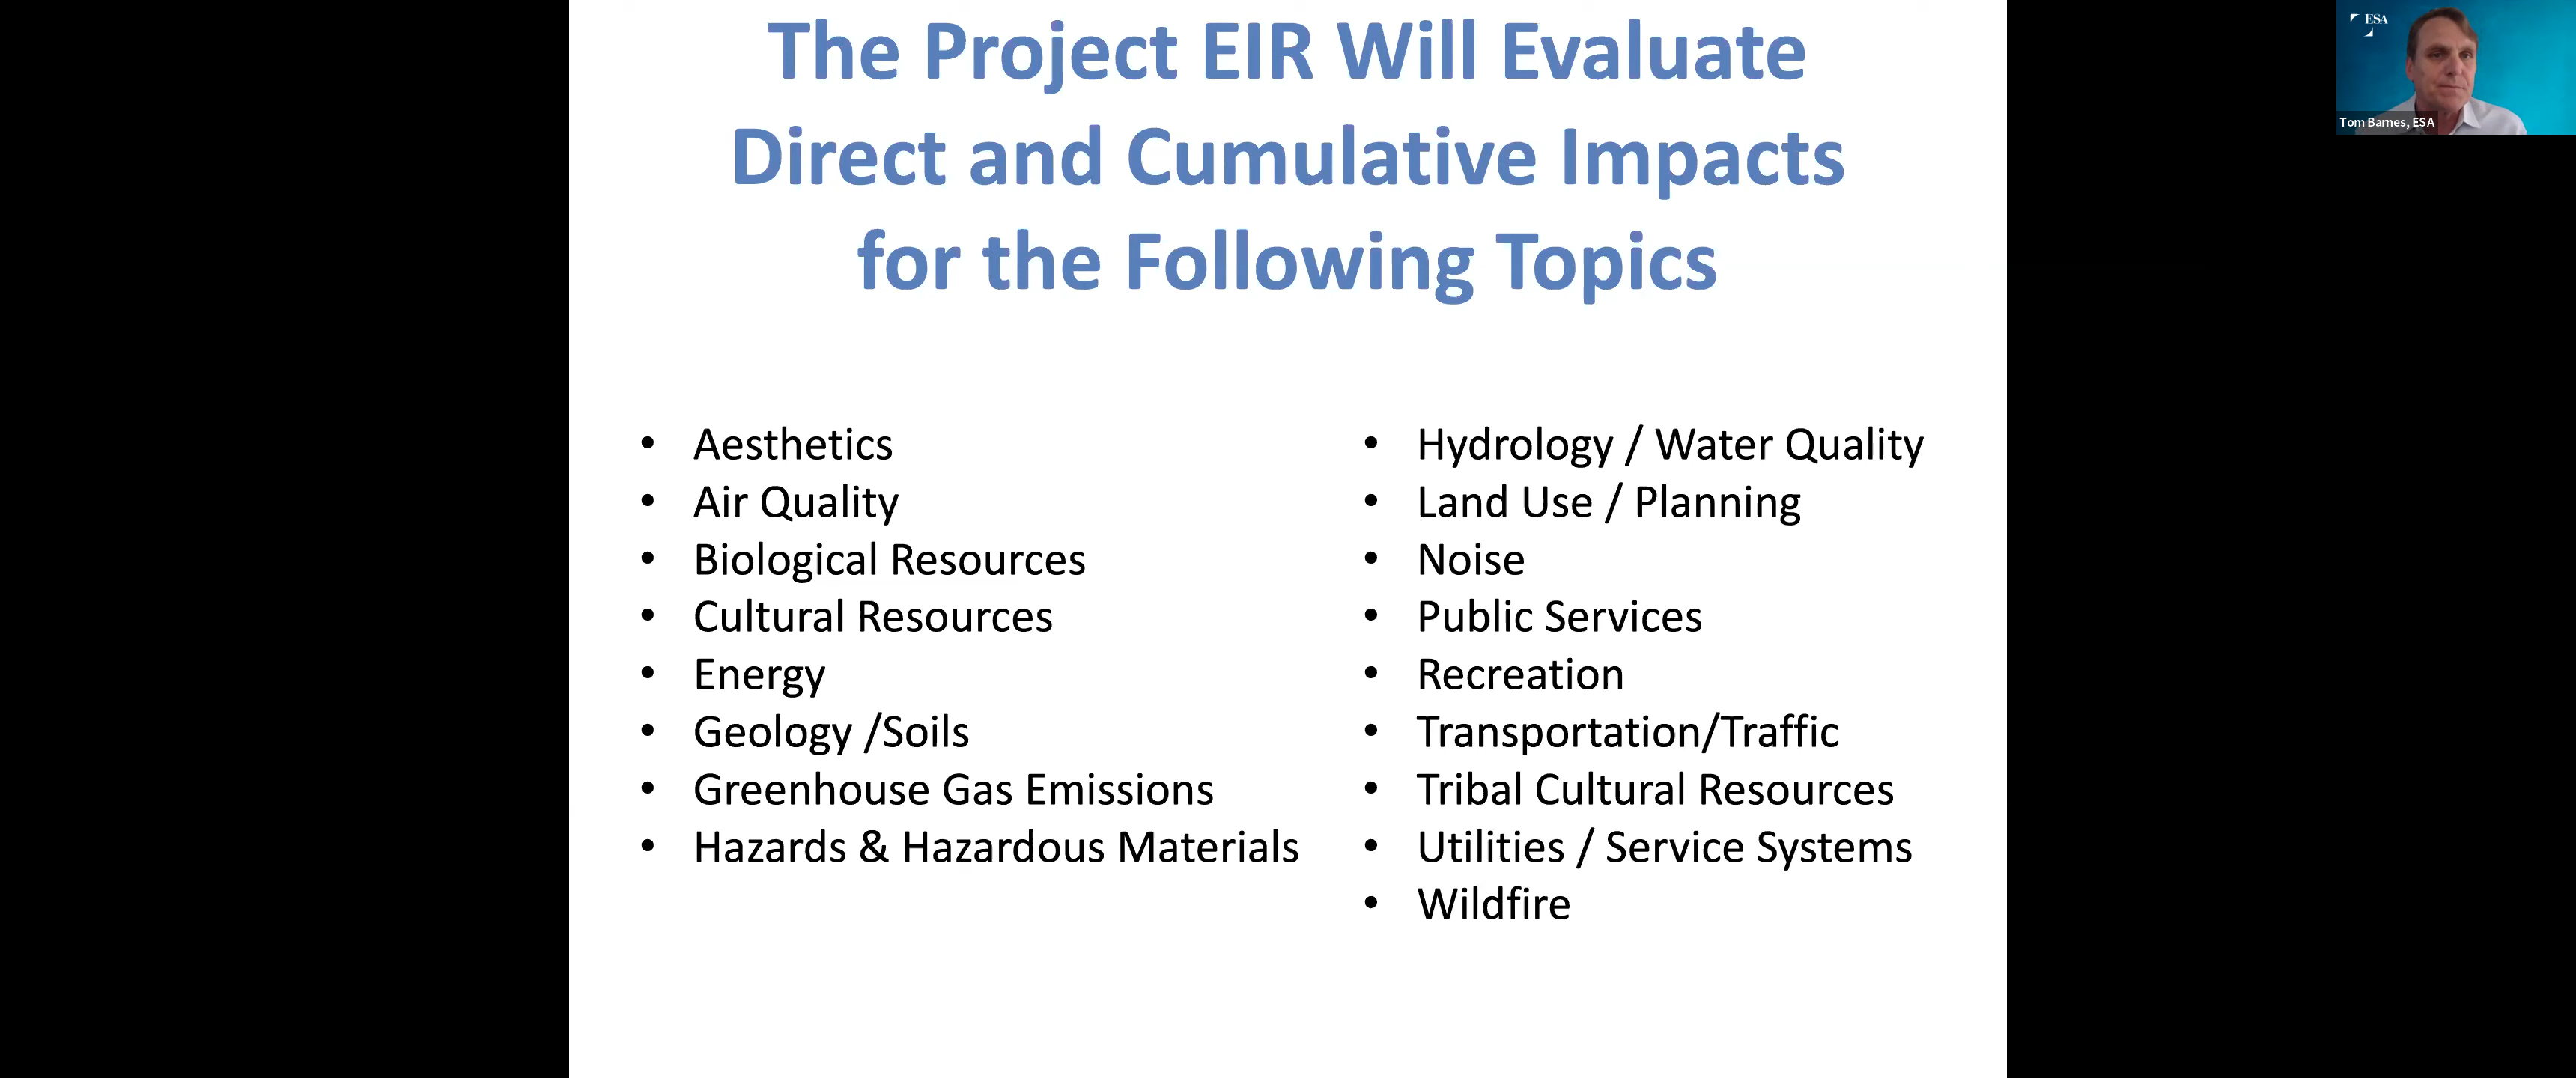 The Project EIR Will Evaluate
Direct and Cumulative Impacts
for the Following Topics
• Aesthetics
• Air Quality
• Biological Resources
• Cultural Resources
• Energy
• Geology /Soils
• Greenhouse Gas Emissions
• Hazards & Hazardous Materials
• Hydrology / Water Quality
• Land Use / Planning
• Noise
• Public Services
• Recreation
• Transportation/Traffic
• Tribal Cultural Resources
• Utilities / Service Systems
• Wildfire
ESA
Tom Barnes, ESA